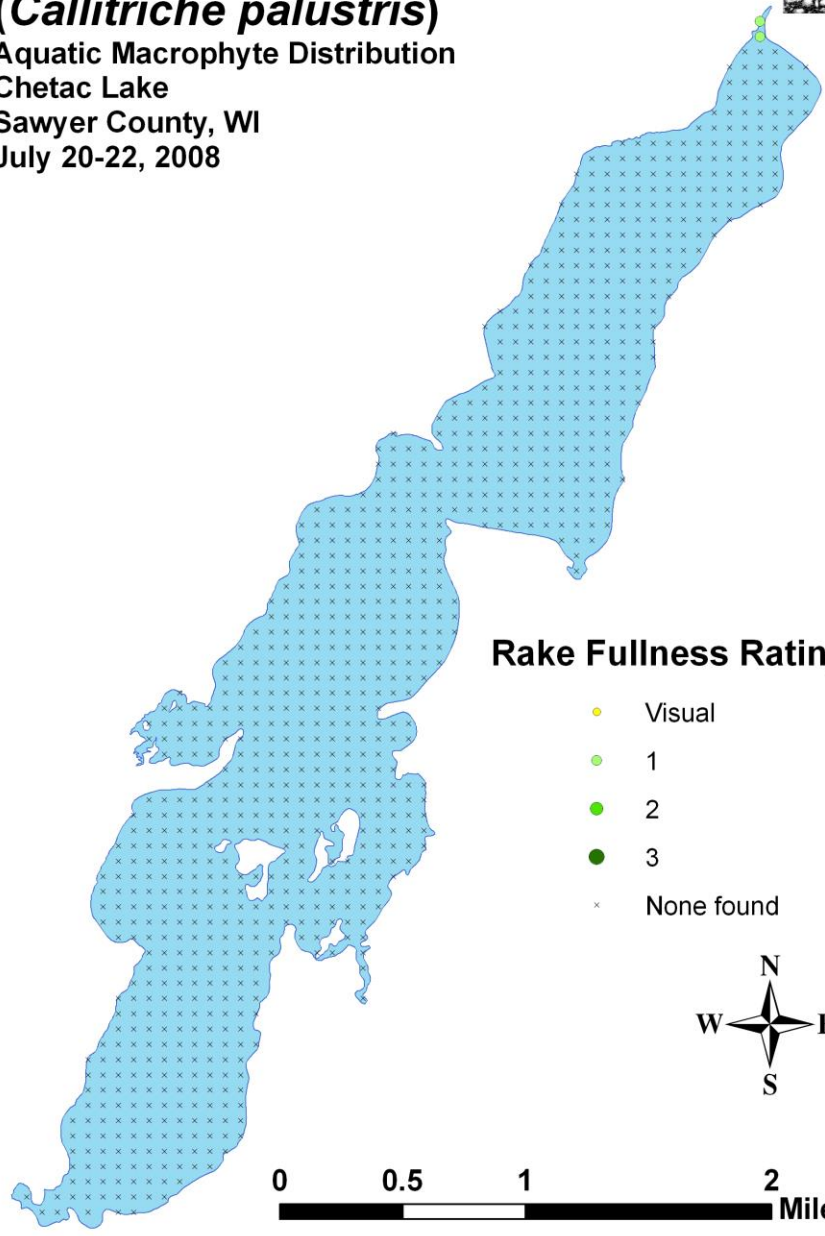 (Callitriche palustris)
Aquatic Macrophyte Distribution
Chetac Lake
Sawyer County, WI
July 20-22, 2008
Rake Fullness Ratin
Visual
1
2
3
None found
N
W
S
0 0.5 1 2
Mile